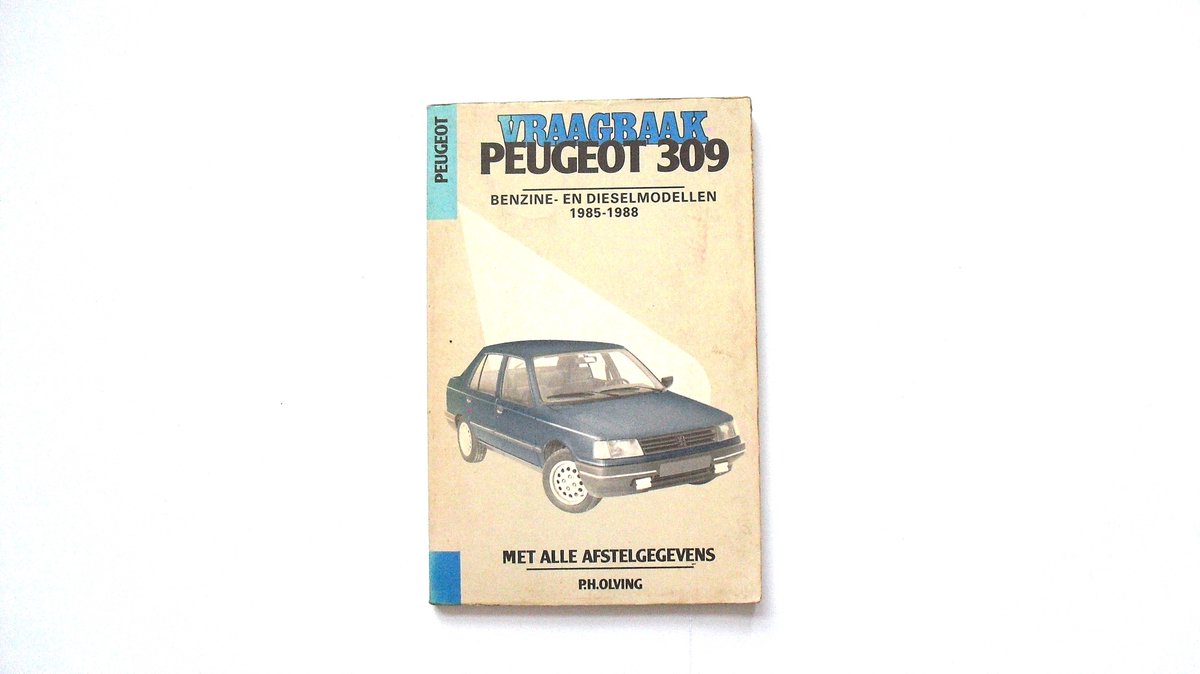 PEUGEOT
VRAAGBAAK
PEUGEOT 309
BENZINE- EN DIESELMODELLEN
1985-1988
MET ALLE AFSTELGEGEVENS
P.H.OLVING